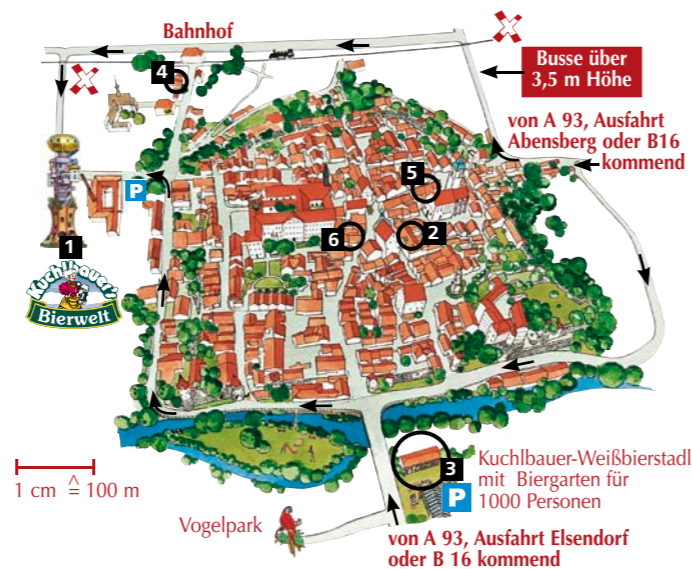 Bahnhof
Busse über
3,5 m Höhe
4
von A 93, Ausfahrt
Abensberg oder B16
kommend
P
5
1
6
2
Kuchlbauer's
Bierwelt
3
Kuchlbauer-Weißbierstadl
mit Biergarten für
1000 Personen
P
1 cm ≙ 100 m
Vogelpark
von A 93, Ausfahrt Elsendorf
oder B 16 kommend